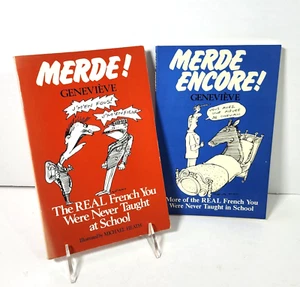 MERDE!
GENEVIÈVE
The REAL French You
Were Never Taught
at School
MERDE
ENCORE!
GENEVIÈVE
More of the REAL French You
Were Never Taught in School